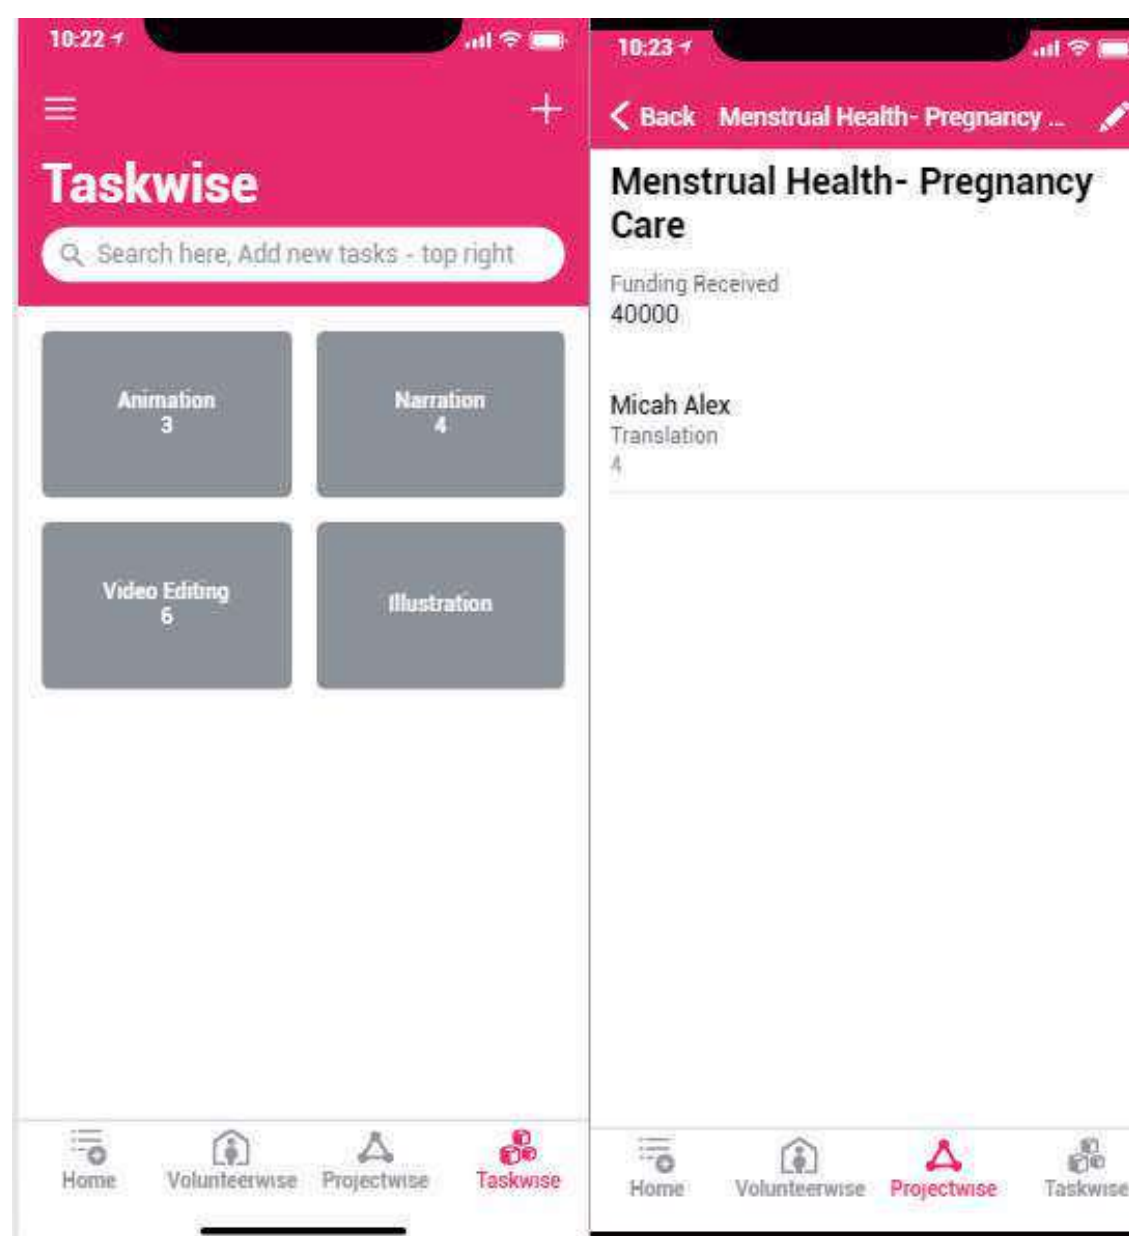 10:22
Taskwise
Search here, Add new tasks - top right
Animation
3
Narration
4
Video Editing
6
Illustration
Home
Volunteerwise
Projectwise
Taskwise
10:23
Back
Menstrual Health- Pregnancy ...
Menstrual Health- Pregnancy
Care
Funding Received
40000
Micah Alex
Translation
4
Home
Volunteerwise
Projectwise
Taskwise